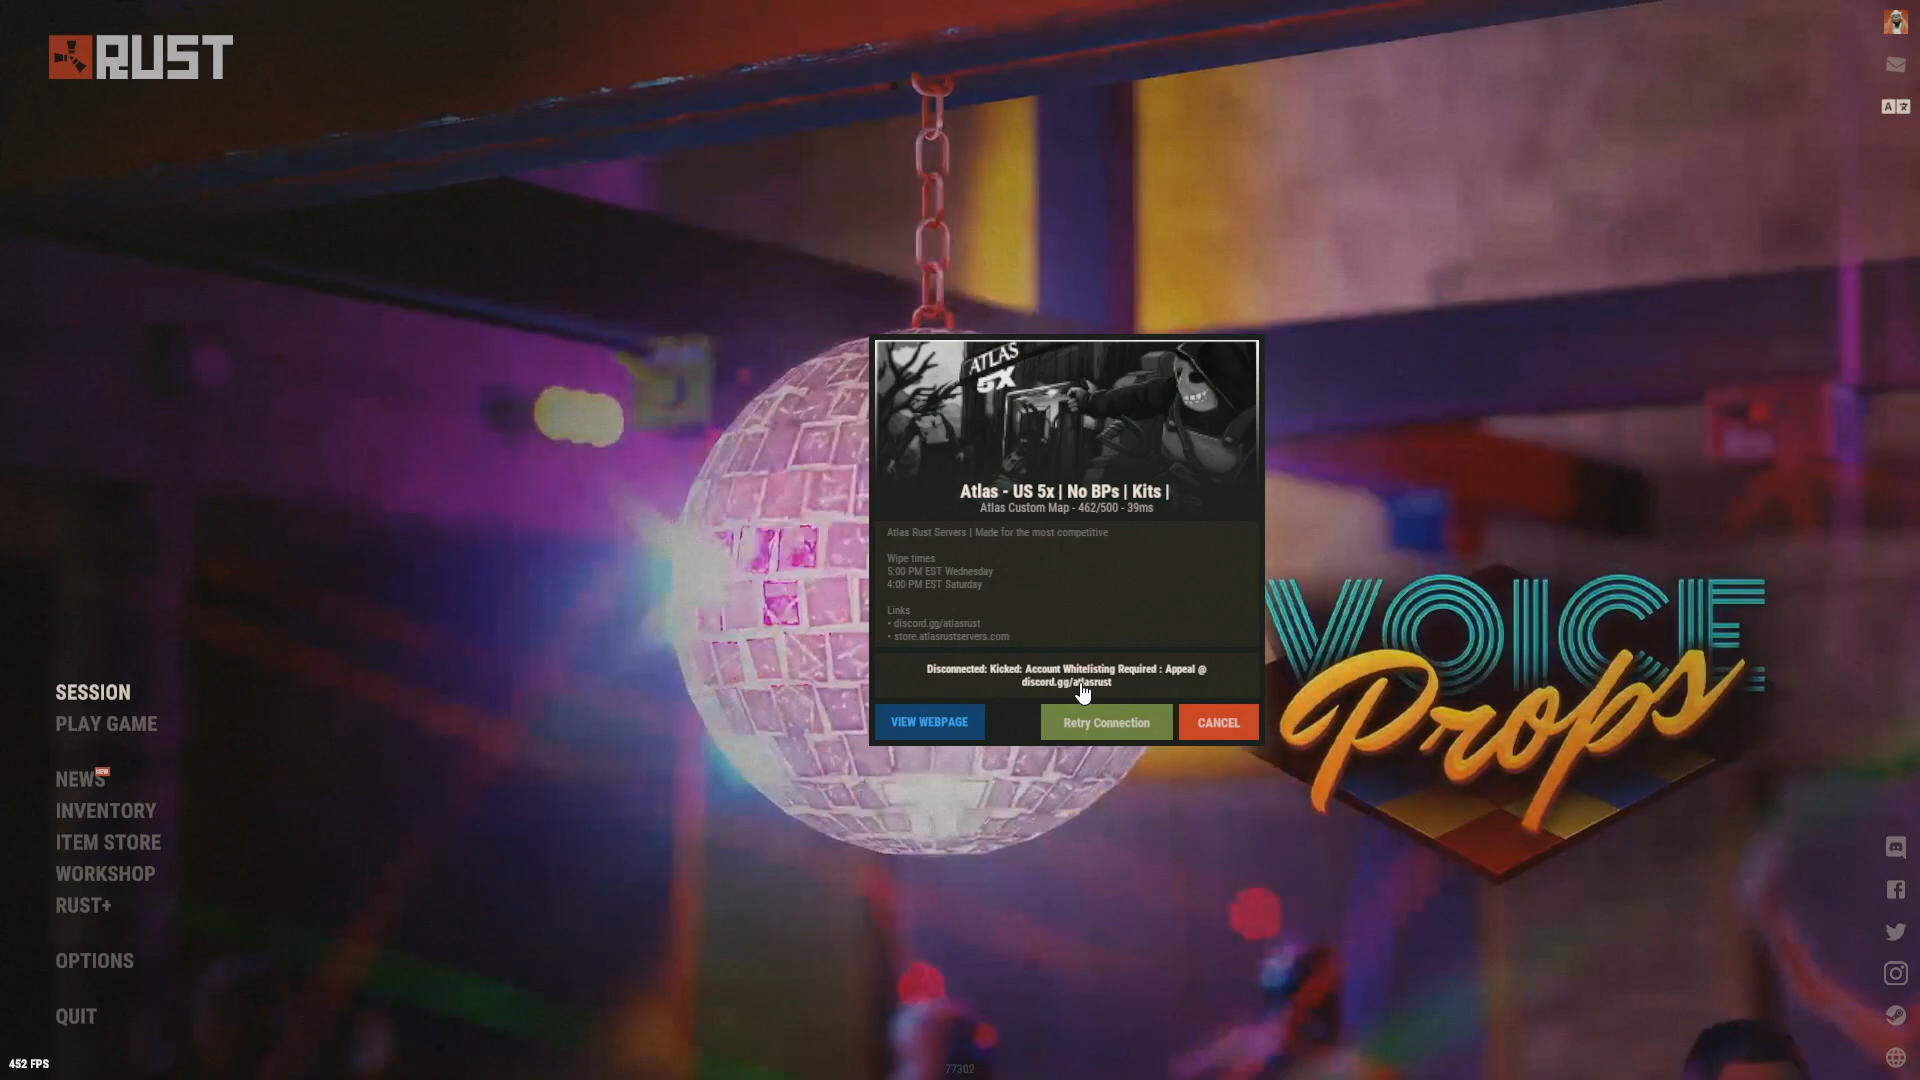 RUST
ATLAS
5X
Atlas - US 5x | No BPs | Kits |
Atlas Custom Map - 462/500 - 39ms
Atlas Rust Servers | Made for the most competitive
Wipe times
5:00 PM EST Wednesday
4:00 PM EST Saturday
Links
• discord.gg/atlasrust
• store.atlasrustservers.com
Disconnected: Kicked: Account Whitelisting Required : Appeal @
discord.gg/atlasrust
VIEW WEBPAGE
Retry Connection
CANCEL
VOICE
Props
SESSION
PLAY GAME
NEWS NEW
INVENTORY
ITEM STORE
WORKSHOP
RUST+
OPTIONS
QUIT
452 FPS
77302